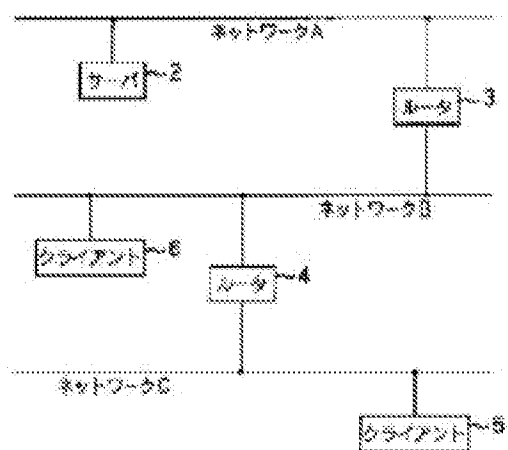 ネットワークA
サーバ 2
ルータ 3
ネットワークB
クライアント 6
ルータ 4
ネットワークC
クライアント 5